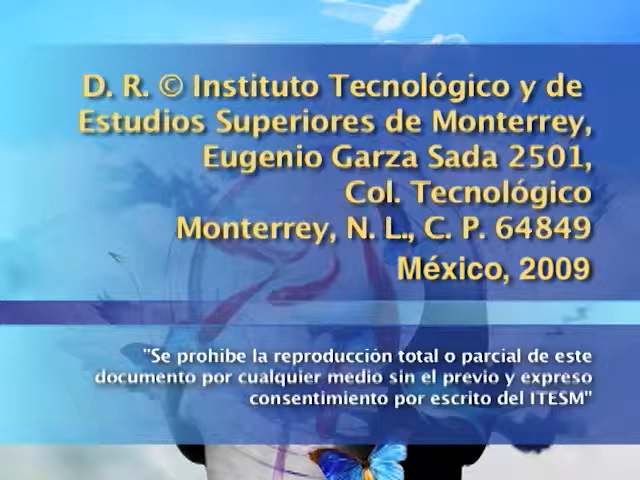 D. R. © Instituto Tecnológico y de
Estudios Superiores de Monterrey,
Eugenio Garza Sada 2501,
Col. Tecnológico
Monterrey, N. L., C. P. 64849
México, 2009
"Se prohibe la reproducción total o parcial de este
documento por cualquier medio sin el previo y expreso
consentimiento por escrito del ITESM"